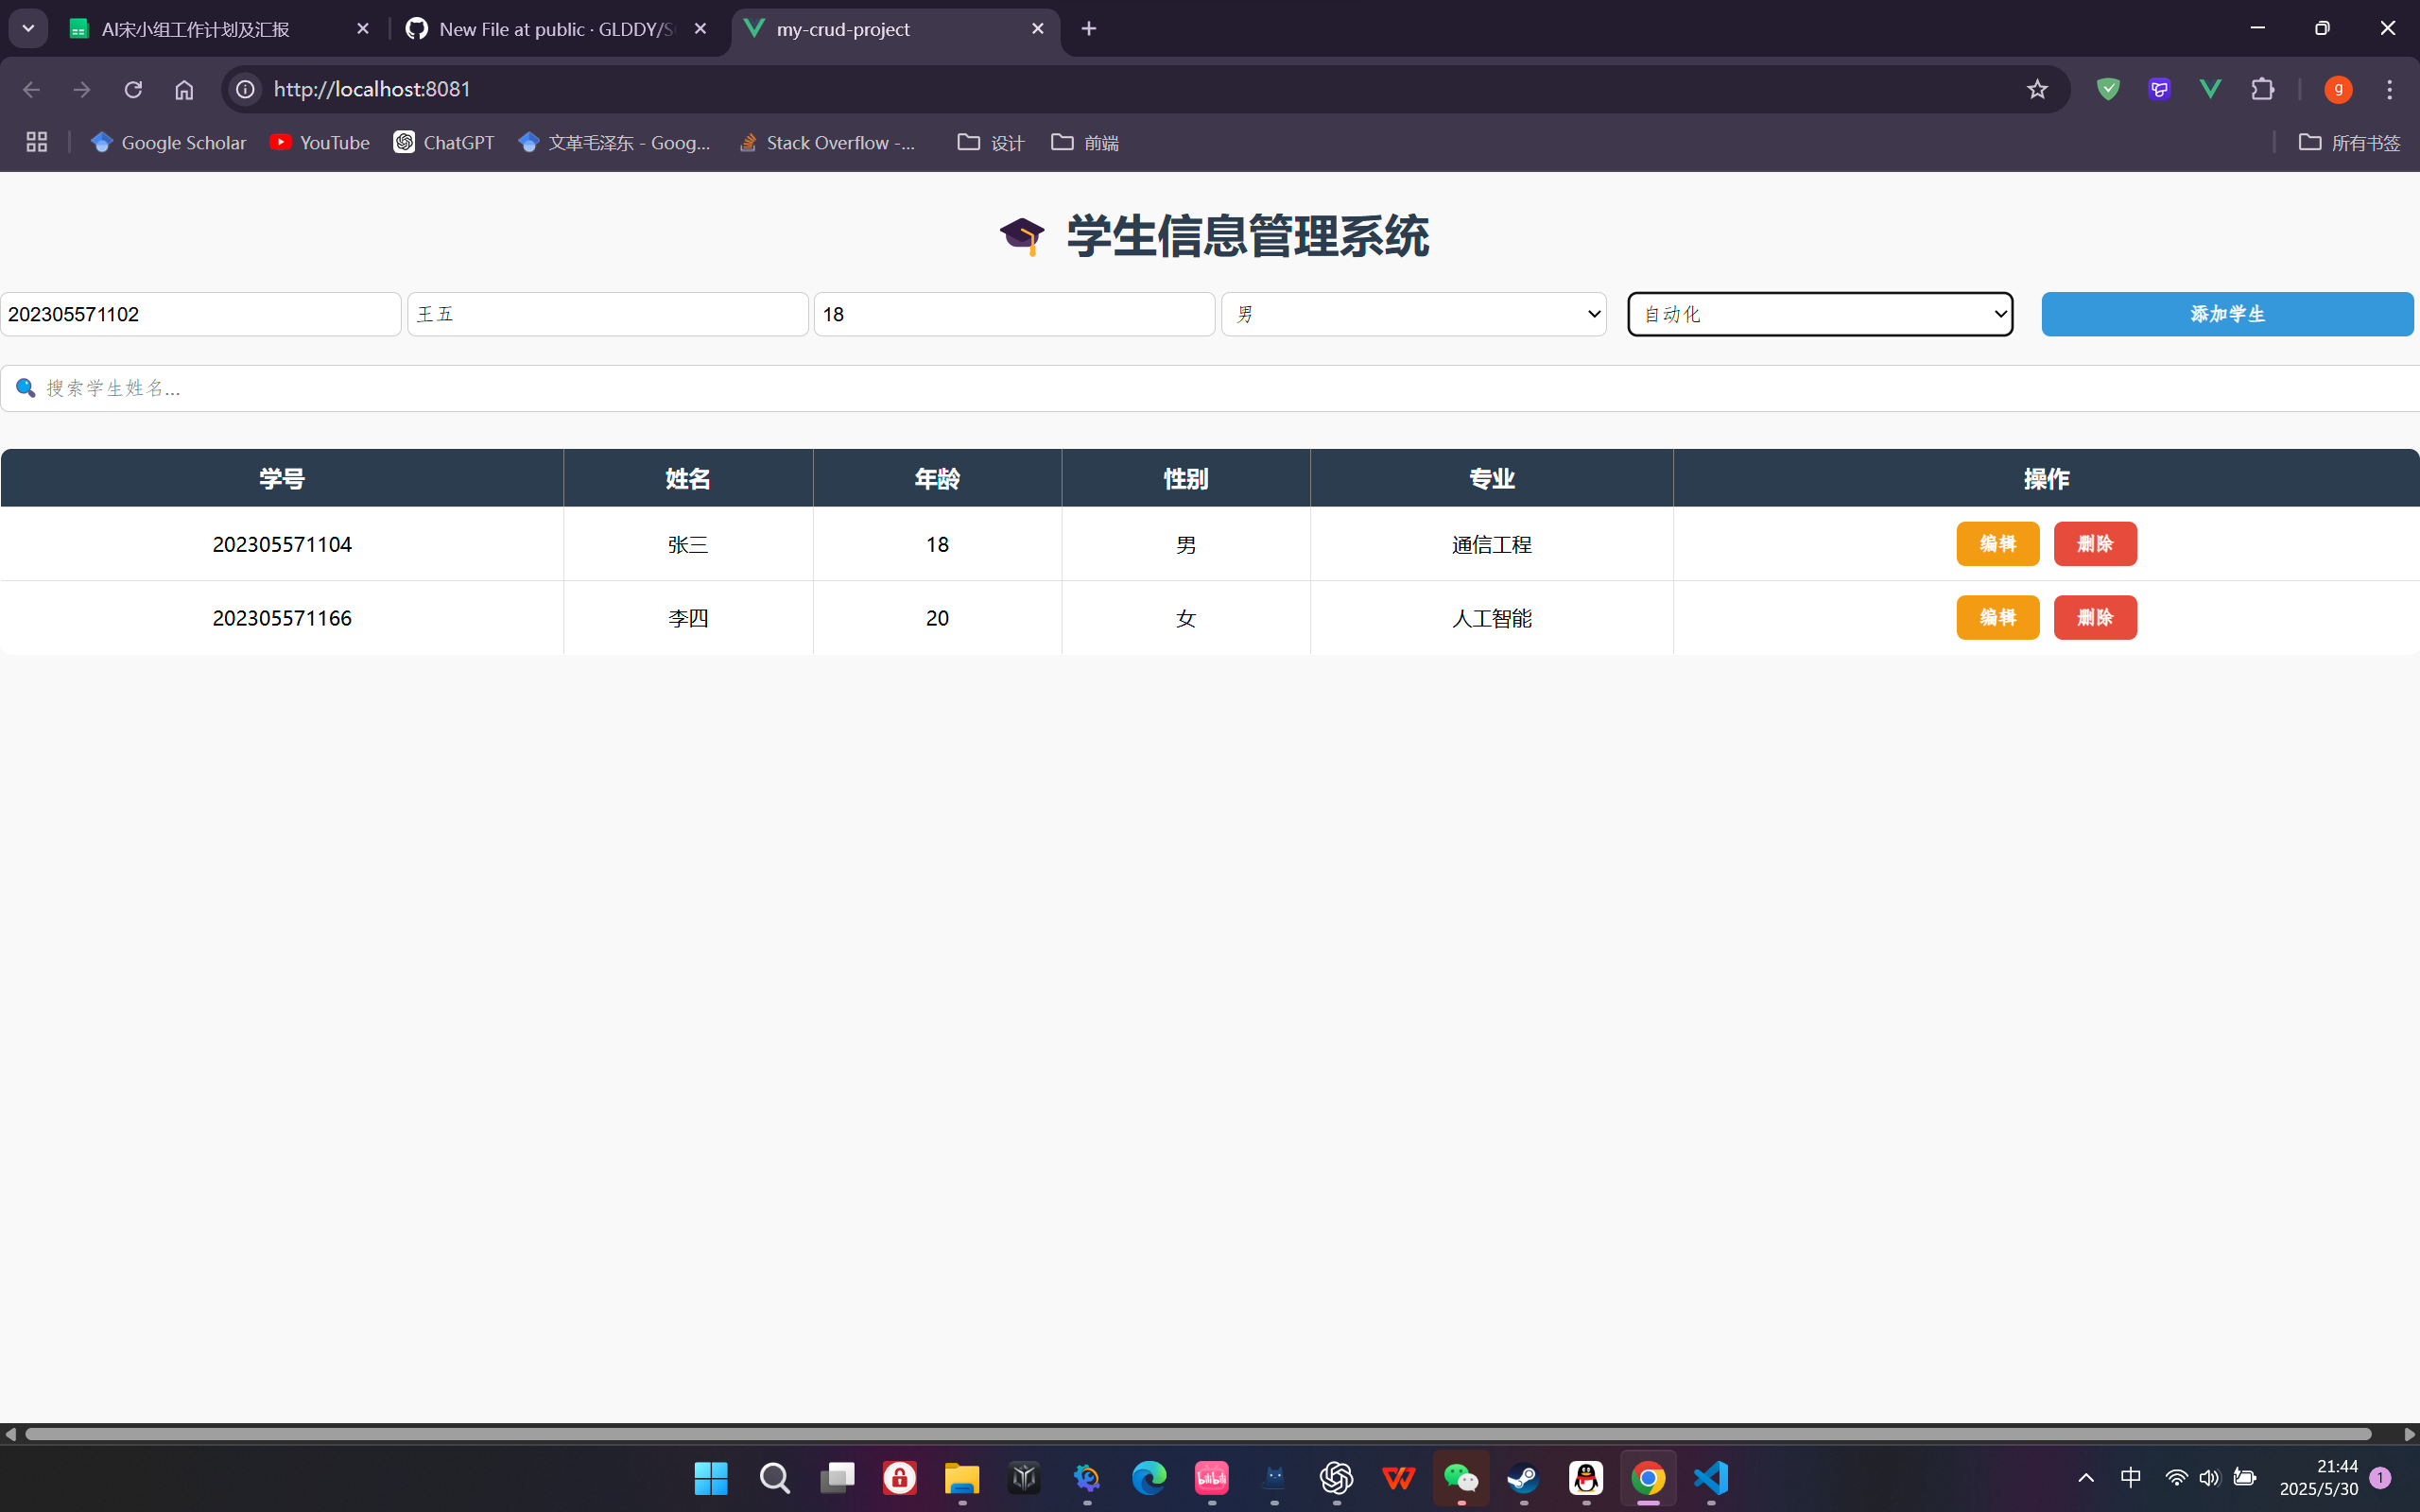 AI宋小组工作计划及汇报
New File at public · GLDDY/S
my-crud-project
http://localhost:8081
g
Google Scholar
YouTube
ChatGPT
文革毛泽东 - Goog...
Stack Overflow -...
设计
前端
所有书签
学生信息管理系统
202305571102 王五 18 男 自动化 添加学生
搜索学生姓名...
学号 姓名 年龄 性别 专业 操作
202305571104 张三 18 男 通信工程 编辑 删除
202305571166 李四 20 女 人工智能 编辑 删除
bilibili
中
21:44
2025/5/30
1